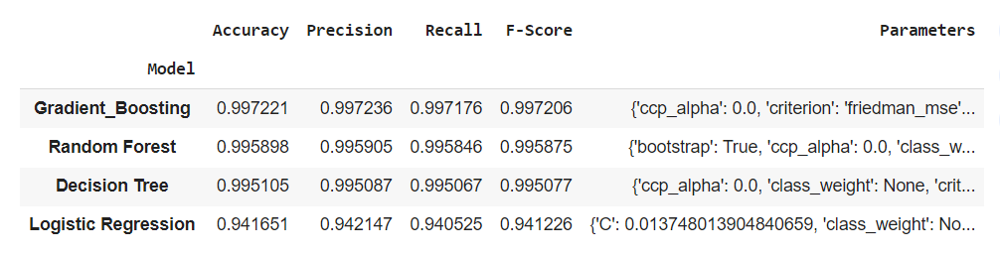 Accuracy Precision Recall F-Score Parameters
Model
Gradient_Boosting 0.997221 0.997236 0.997176 0.997206 {'ccp_alpha': 0.0, 'criterion': 'friedman_mse'...
Random Forest 0.995898 0.995905 0.995846 0.995875 {'bootstrap': True, 'ccp_alpha': 0.0, 'class_w...
Decision Tree 0.995105 0.995087 0.995067 0.995077 {'ccp_alpha': 0.0, 'class_weight': None, 'crit...
Logistic Regression 0.941651 0.942147 0.940525 0.941226 {'C': 0.013748013904840659, 'class_weight': No...